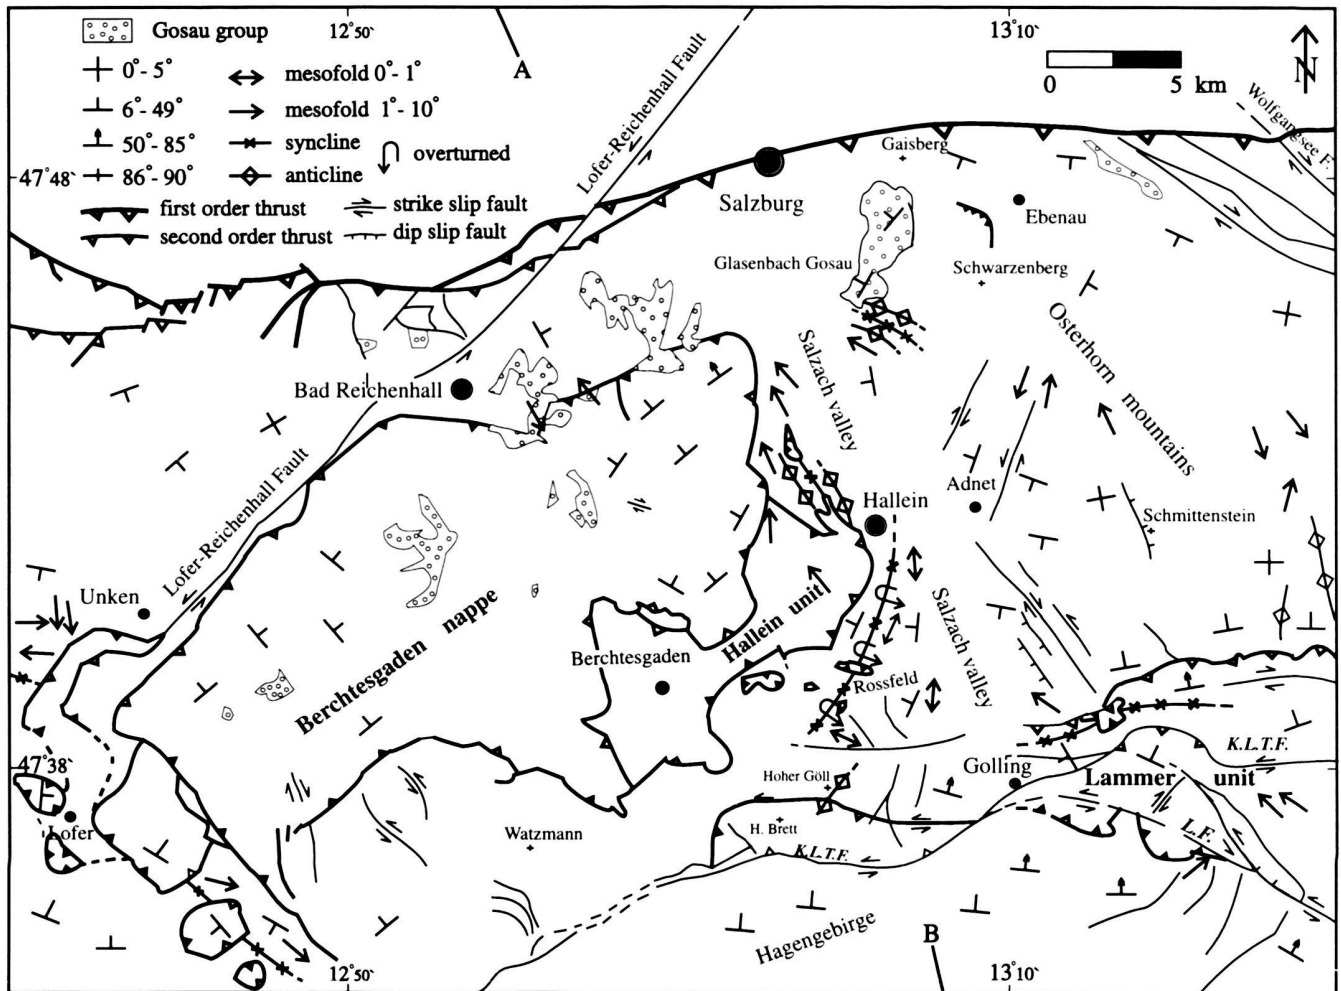 Gosau group
0°- 5°
6°- 49°
50°- 85°
86°- 90°
mesofold 0°- 1°
mesofold 1°- 10°
syncline
anticline
overturned
first order thrust
second order thrust
strike slip fault
dip slip fault
12°50'
13°10'
A
0 5 km
N
Lofer-Reichenhall Fault
Wolfgangsee F.
47°48'
Salzburg
Gaisberg
Ebenau
Glasenbach Gosau
Schwarzenberg
Osterhorn mountains
Salzach valley
Bad Reichenhall
Lofer-Reichenhall Fault
Hallein
Adnet
Schmittenstein
Unken
Berchtesgaden nappe
Berchtesgaden
Hallein unit
Salzach valley
Rossfeld
47°38'
Hoher Göll
Golling
K.L.T.F.
Lammer unit
Lofer
Watzmann
H. Brett
K.L.T.F.
L.F.
Hagengebirge
B
12°50'
13°10'